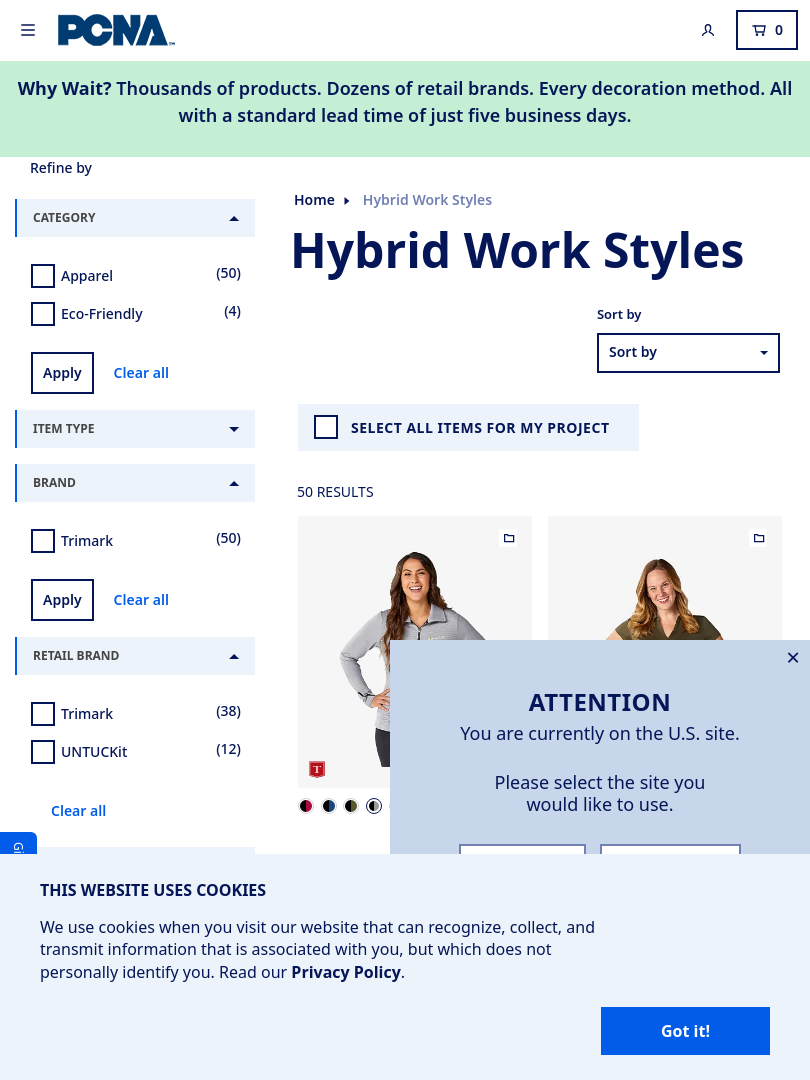 PCNA
0
Why Wait? Thousands of products. Dozens of retail brands. Every decoration method. All
with a standard lead time of just five business days.
Refine by
CATEGORY
Apparel (50)
Eco-Friendly (4)
Apply Clear all
ITEM TYPE
BRAND
Trimark (50)
Apply Clear all
RETAIL BRAND
Trimark (38)
UNTUCKit (12)
Clear all
Home Hybrid Work Styles
Hybrid Work Styles
Sort by
Sort by
SELECT ALL ITEMS FOR MY PROJECT
50 RESULTS
T
ATTENTION
You are currently on the U.S. site.
Please select the site you
would like to use.
THIS WEBSITE USES COOKIES
We use cookies when you visit our website that can recognize, collect, and
transmit information that is associated with you, but which does not
personally identify you. Read our Privacy Policy.
Got it!